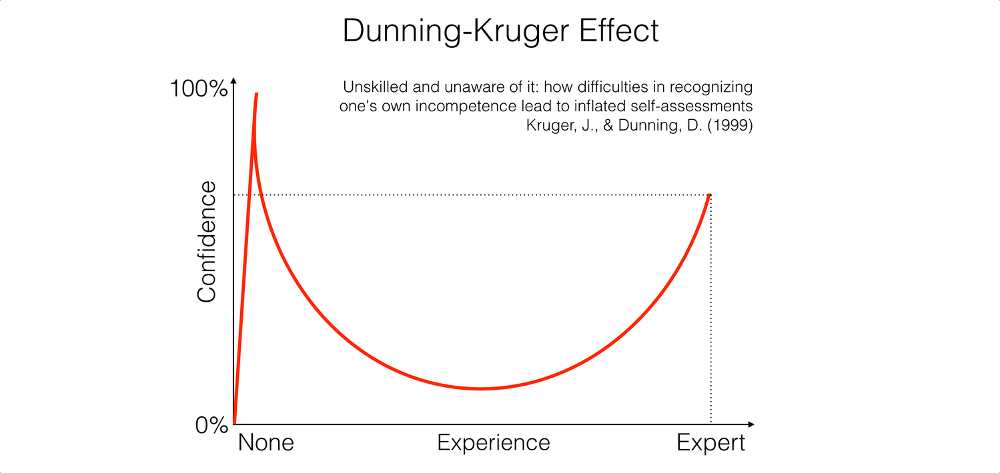 Dunning-Kruger Effect
Unskilled and unaware of it: how difficulties in recognizing
one's own incompetence lead to inflated self-assessments
Kruger, J., & Dunning, D. (1999)
100%
Confidence
0%
None
Experience
Expert